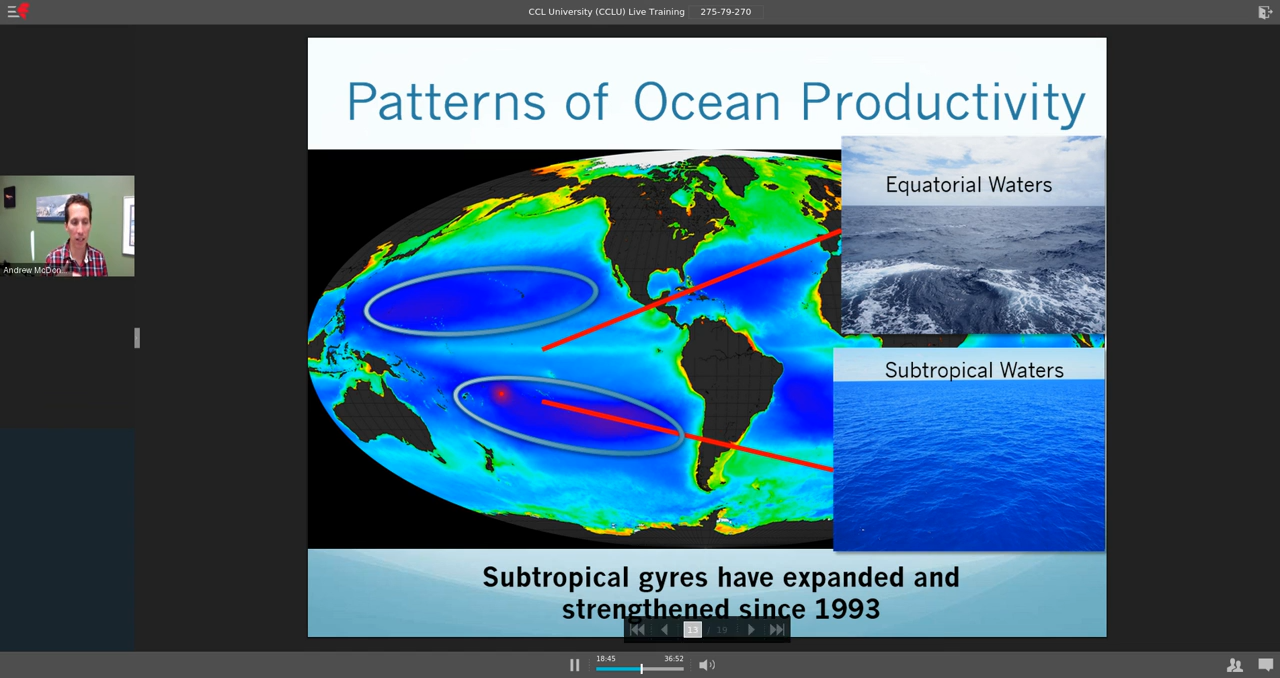 CCL University (CCLU) Live Training 275-79-270
Patterns of Ocean Productivity
Equatorial Waters
Andrew McDon...
Subtropical Waters
Subtropical gyres have expanded and
strengthened since 1993
13 / 19
18:45 36:52